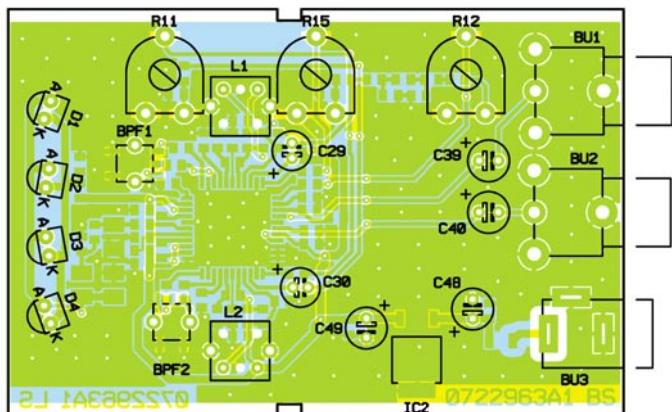 R11
R15
R12
BU1
L1
A
D1
K
BPF1
C29
+
C39
+
A
D2
K
BU2
C40
+
A
D3
K
C30
+
C48
+
A
D4
K
L2
C49
+
BPF2
BU3
0722963A1 LS
0722963A1 BS
IC2